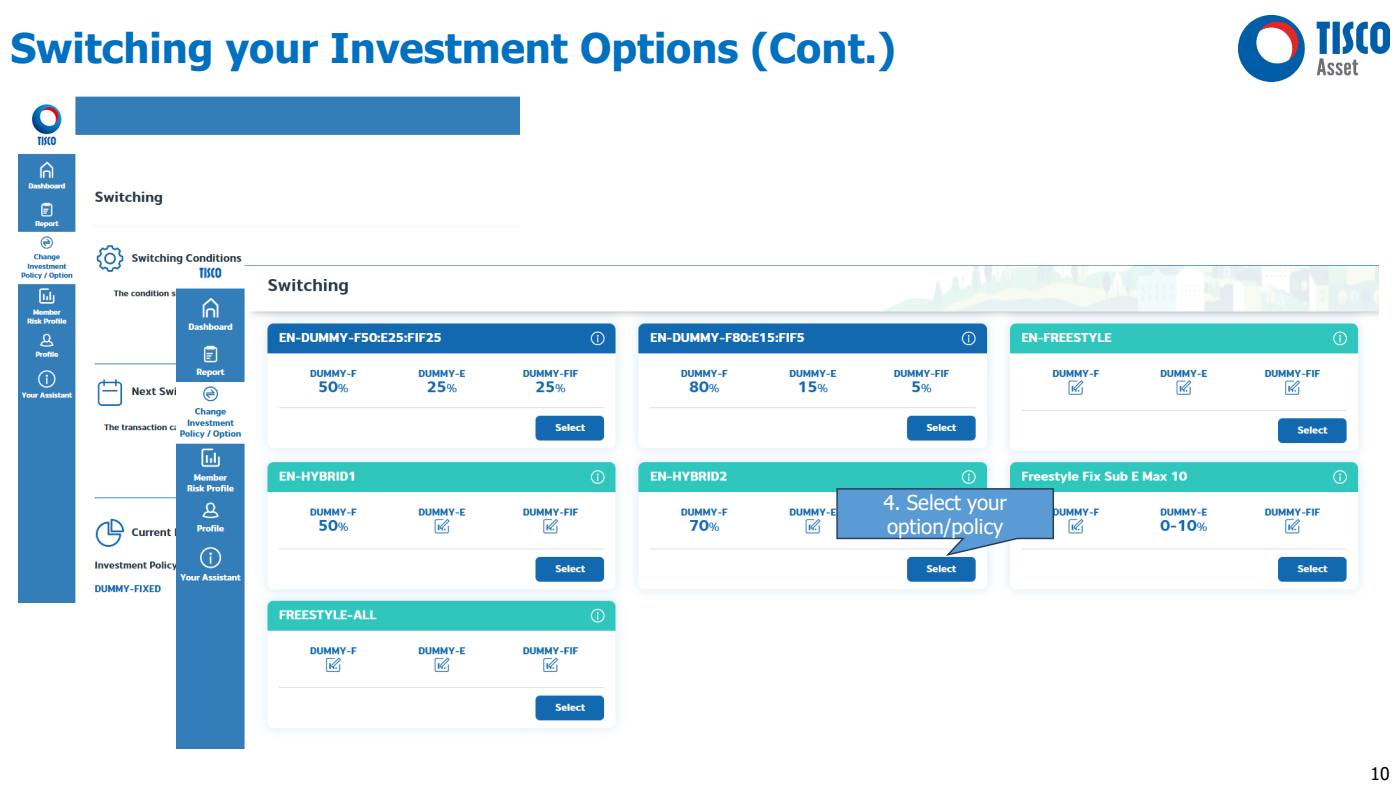 Switching your Investment Options (Cont.)
TISCO
Asset
TISCO
Dashboard
Report
Change
Investment
Policy / Option
Member
Risk Profile
Profile
Your Assistant
Switching
Switching Conditions
The condition s
Next Swi
The transaction ca
Current
Investment Policy
DUMMY-FIXED
TISCO
Dashboard
Report
Change
Investment
Policy / Option
Member
Risk Profile
Profile
Your Assistant
Switching
EN-DUMMY-F50:E25:FIF25
DUMMY-F DUMMY-E DUMMY-FIF
50% 25% 25%
Select
EN-DUMMY-F80:E15:FIF5
DUMMY-F DUMMY-E DUMMY-FIF
80% 15% 5%
Select
EN-FREESTYLE
DUMMY-F DUMMY-E DUMMY-FIF
Select
EN-HYBRID1
DUMMY-F DUMMY-E DUMMY-FIF
50%
Select
EN-HYBRID2
DUMMY-F DUMMY-E
70%
Select
4. Select your
option/policy
Freestyle Fix Sub E Max 10
DUMMY-F DUMMY-E DUMMY-FIF
0-10%
Select
FREESTYLE-ALL
DUMMY-F DUMMY-E DUMMY-FIF
Select
10